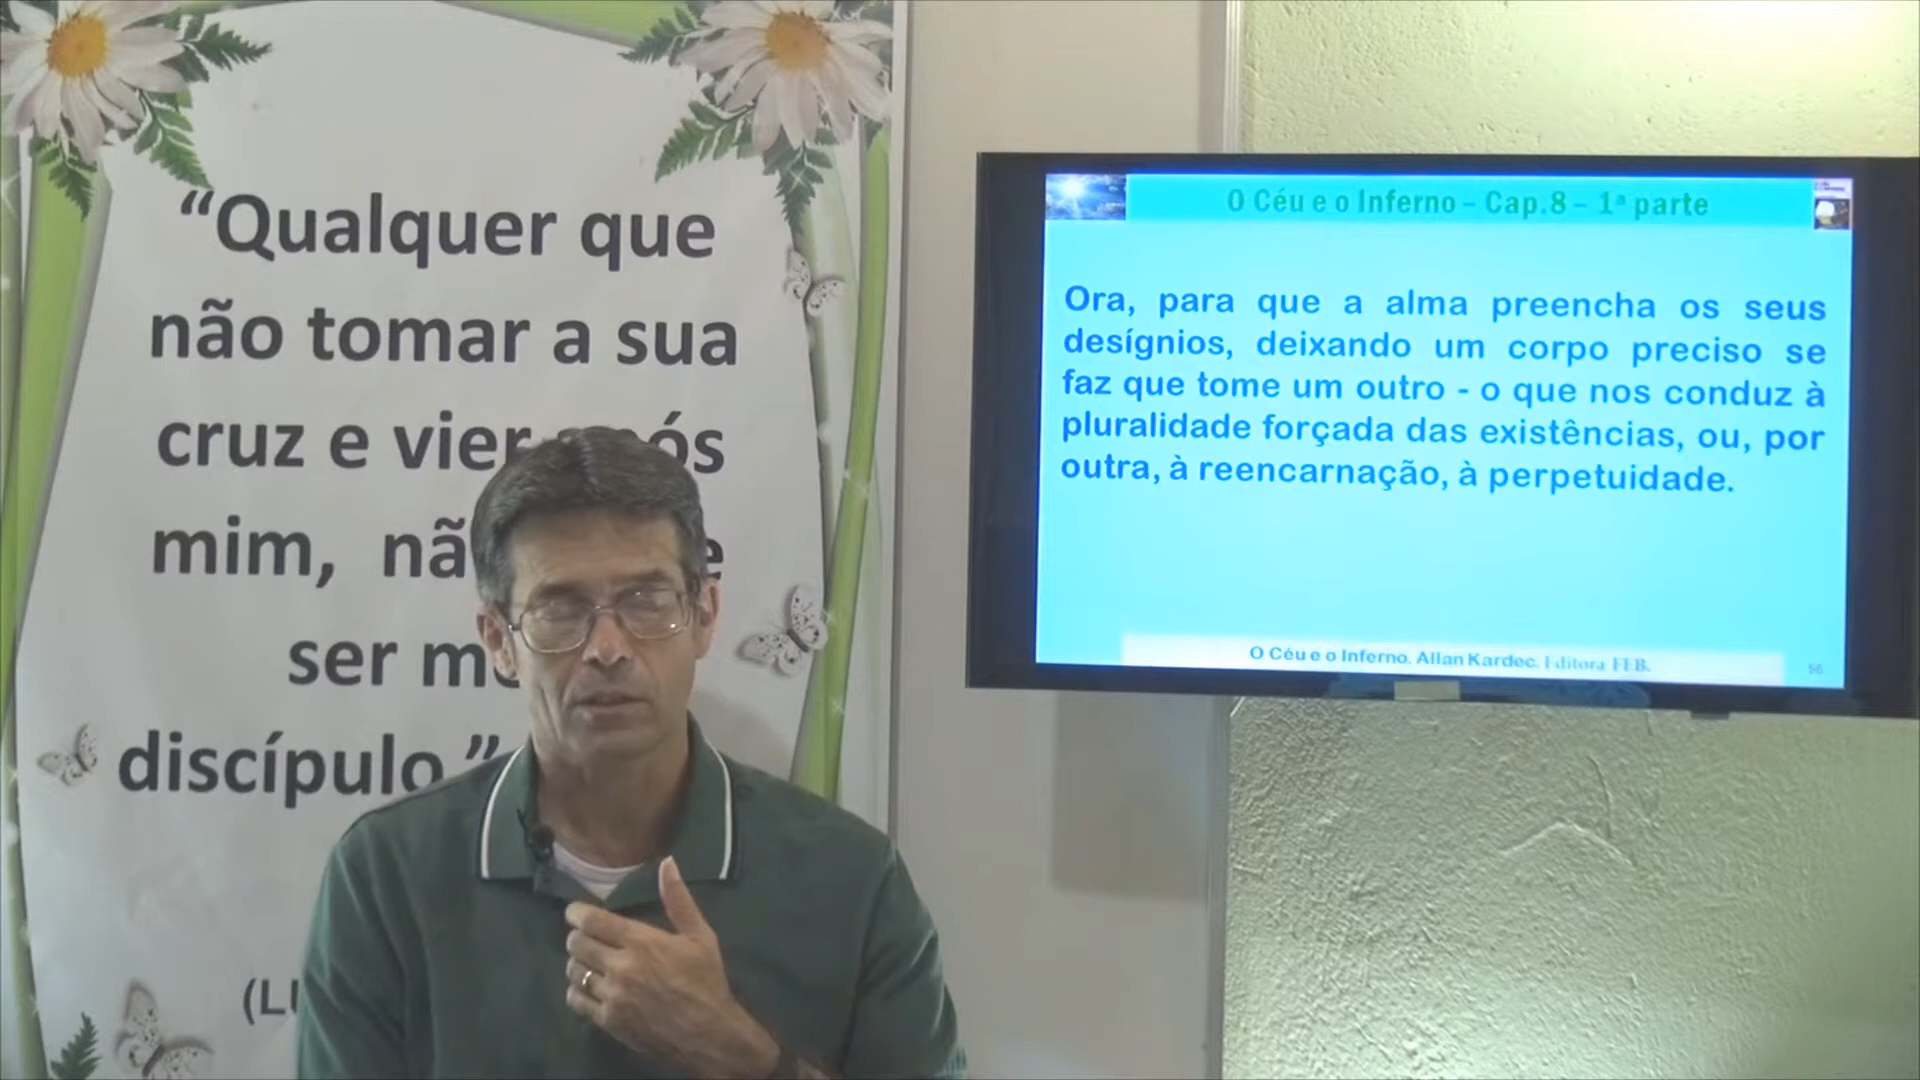 “Qualquer que
não tomar a sua
cruz e vier
mim, nã
ser m
discípulo.”
(L
O Céu e o Inferno – Cap.8 – 1ª parte
Ora, para que a alma preencha os seus
desígnios, deixando um corpo preciso se
faz que tome um outro - o que nos conduz à
pluralidade forçada das existências, ou, por
outra, à reencarnação, à perpetuidade.
O Céu e o Inferno. Allan Kardec. Editora FEB.
56